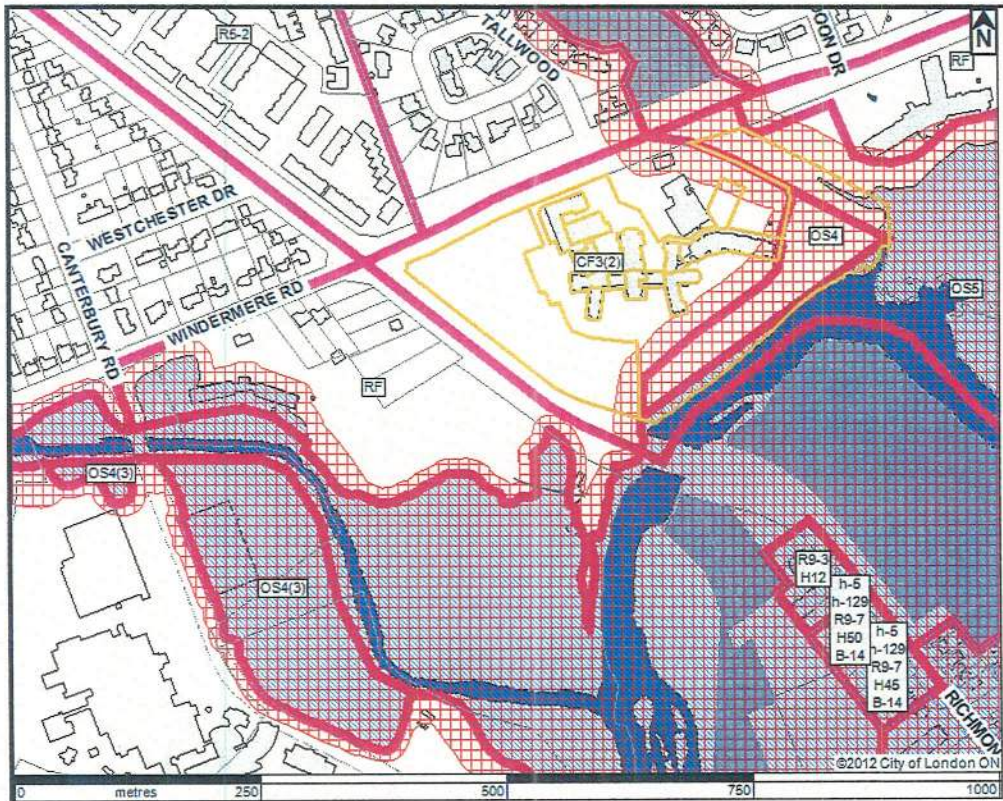 N
R5-2
TALLWOOD
DON DR
RF
WESTCHESTER DR
CANTERBURY RD
WINDERMERE RD
CF3(2)
OS4
OS5
RF
OS4(3)
OS4(3)
R9-3
H12
h-5
h-129
R9-7
H50
B-14
h-5
h-129
R9-7
H45
B-14
RICHMON
©2012 City of London ON
0 metres 250 500 750 1000